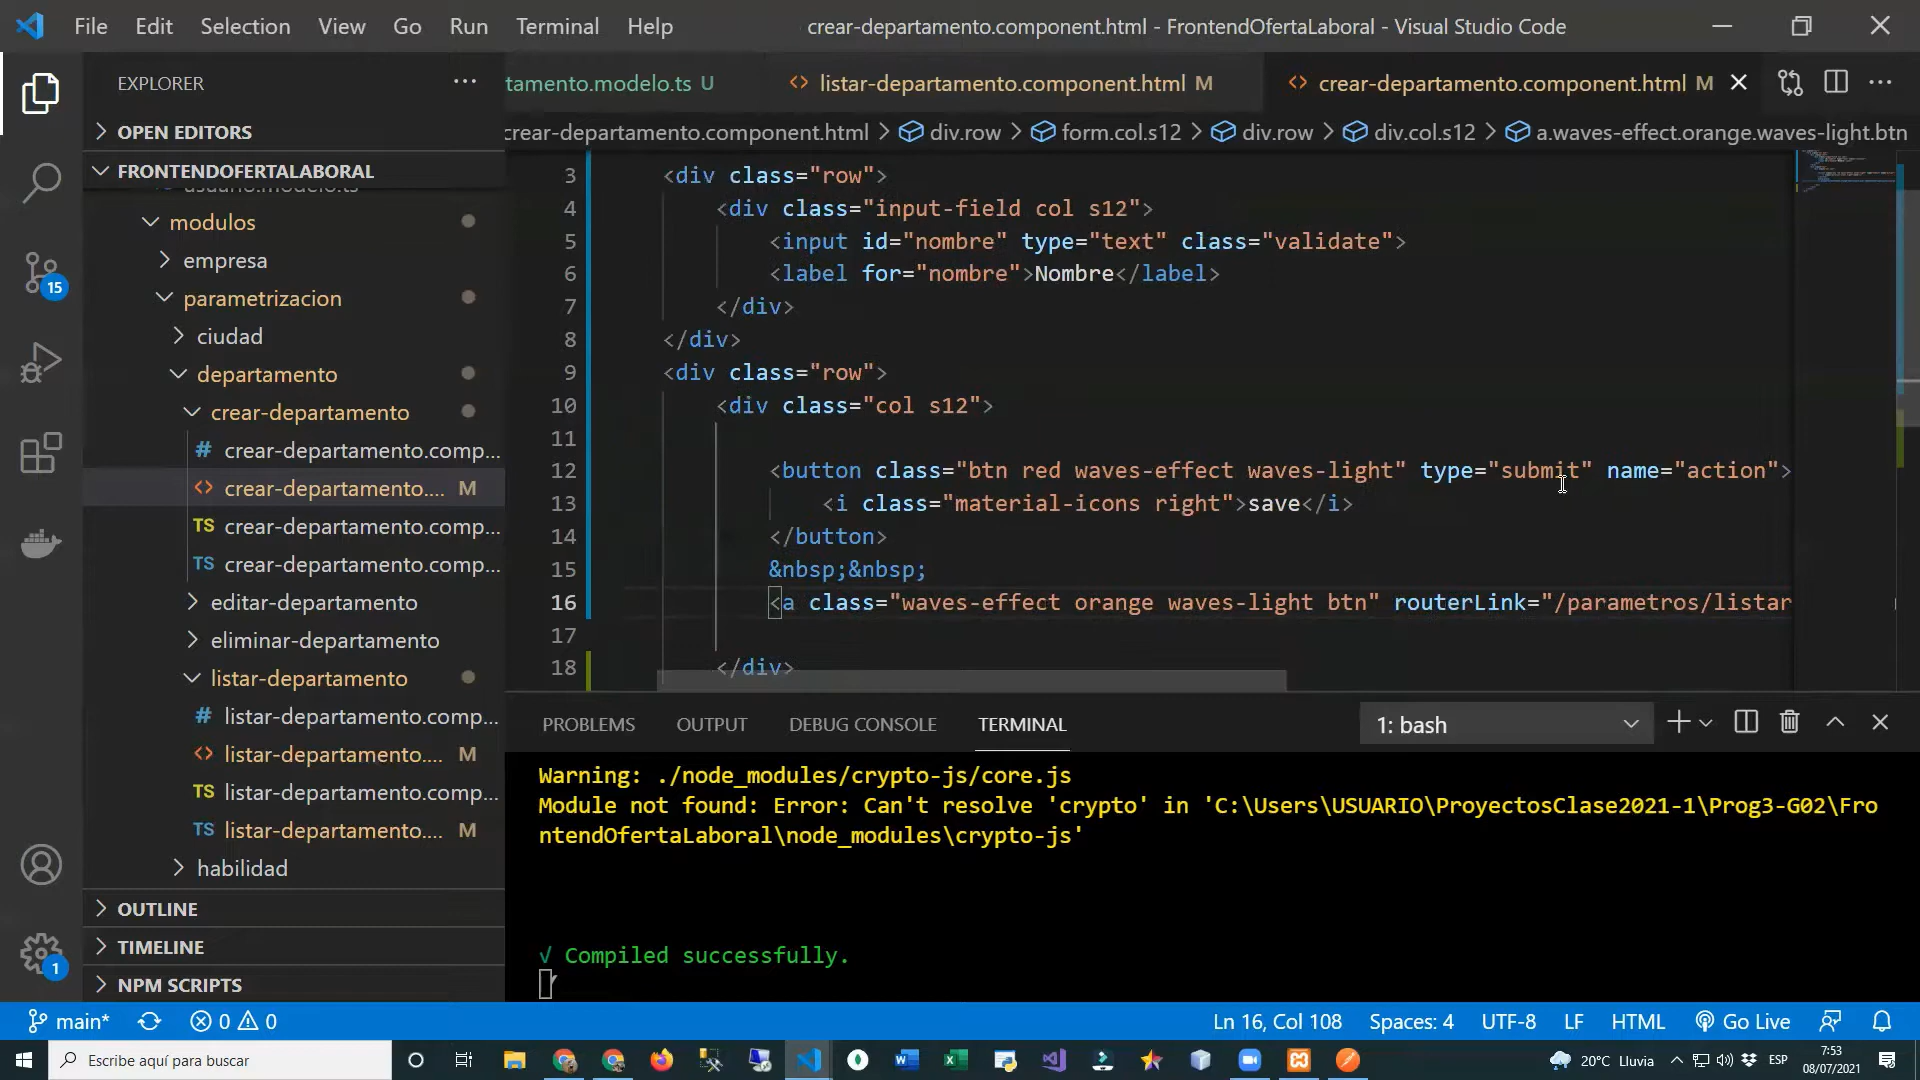 File Edit Selection View Go Run Terminal Help crear-departamento.component.html - FrontendOfertaLaboral - Visual Studio Code
EXPLORER
tamento.modelo.ts U
<> listar-departamento.component.html M
<> crear-departamento.component.html M
OPEN EDITORS
crear-departamento.component.html > div.row > form.col.s12 > div.row > div.col.s12 > a.waves-effect.orange.waves-light.btn
FRONTENDOFERTALABORAL
usuario.modelo.ts
modulos
empresa
parametrizacion
ciudad
departamento
crear-departamento
# crear-departamento.comp...
<> crear-departamento.... M
TS crear-departamento.comp...
TS crear-departamento.comp...
editar-departamento
eliminar-departamento
listar-departamento
# listar-departamento.comp...
<> listar-departamento.... M
TS listar-departamento.comp...
TS listar-departamento.... M
habilidad
OUTLINE
TIMELINE
NPM SCRIPTS
15
1
3 <div class="row">
4 <div class="input-field col s12">
5 <input id="nombre" type="text" class="validate">
6 <label for="nombre">Nombre</label>
7 </div>
8 </div>
9 <div class="row">
10 <div class="col s12">
11
12 <button class="btn red waves-effect waves-light" type="submit" name="action">
13 <i class="material-icons right">save</i>
14 </button>
15 &nbsp;&nbsp;
16 <a class="waves-effect orange waves-light btn" routerLink="/parametros/listar
17
18 </div>
PROBLEMS OUTPUT DEBUG CONSOLE TERMINAL 1: bash
Warning: ./node_modules/crypto-js/core.js
Module not found: Error: Can't resolve 'crypto' in 'C:\Users\USUARIO\ProyectosClase2021-1\Prog3-G02\Fro
ntendOfertaLaboral\node_modules\crypto-js'
√ Compiled successfully.
main* 0 0 Ln 16, Col 108 Spaces: 4 UTF-8 LF HTML Go Live
Escribe aquí para buscar
20°C Lluvia ESP 7:53
08/07/2021